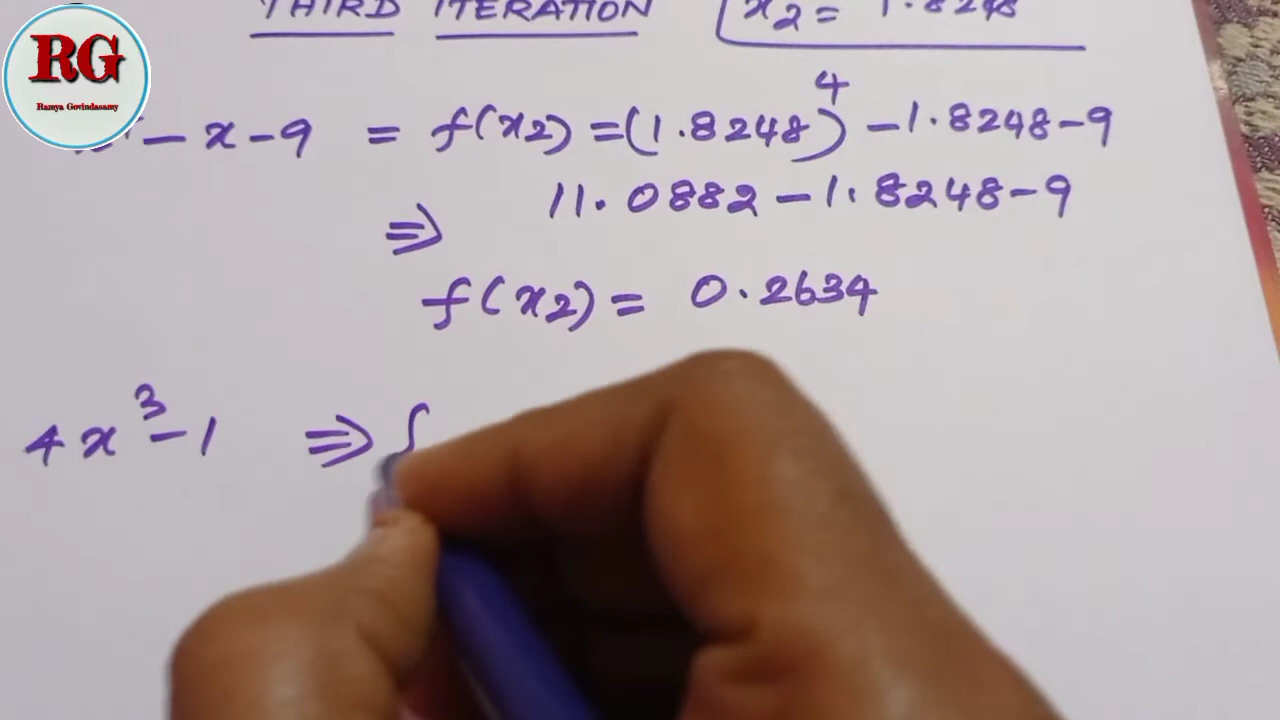 THIRD ITERATION x2 = 1.8248
RG
Ramya Govindasamy
- x - 9 = f(x2) = (1.8248)^4 - 1.8248 - 9
⇒ 11.0882 - 1.8248 - 9
f(x2) = 0.2634
4x^3 - 1 ⇒ f